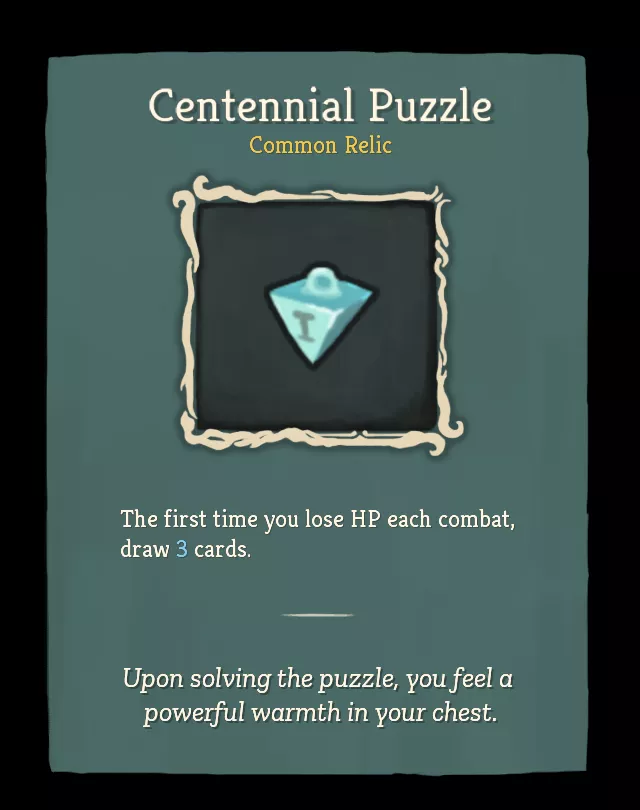 Centennial Puzzle
Common Relic
I
The first time you lose HP each combat,
draw 3 cards.
Upon solving the puzzle, you feel a
powerful warmth in your chest.